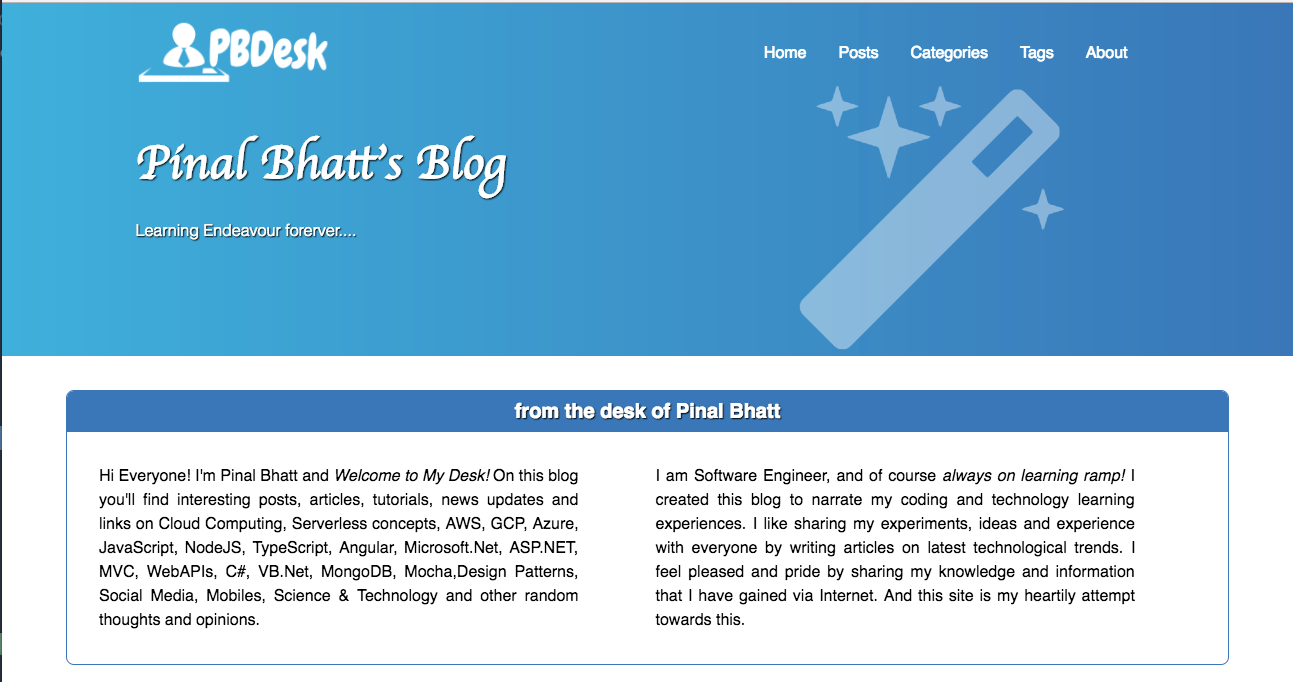 PBDesk
Home Posts Categories Tags About
Pinal Bhatt's Blog
Learning Endeavour forerver....
from the desk of Pinal Bhatt
Hi Everyone! I'm Pinal Bhatt and Welcome to My Desk! On this blog
you'll find interesting posts, articles, tutorials, news updates and
links on Cloud Computing, Serverless concepts, AWS, GCP, Azure,
JavaScript, NodeJS, TypeScript, Angular, Microsoft.Net, ASP.NET,
MVC, WebAPIs, C#, VB.Net, MongoDB, Mocha,Design Patterns,
Social Media, Mobiles, Science & Technology and other random
thoughts and opinions.
I am Software Engineer, and of course always on learning ramp! I
created this blog to narrate my coding and technology learning
experiences. I like sharing my experiments, ideas and experience
with everyone by writing articles on latest technological trends. I
feel pleased and pride by sharing my knowledge and information
that I have gained via Internet. And this site is my heartily attempt
towards this.